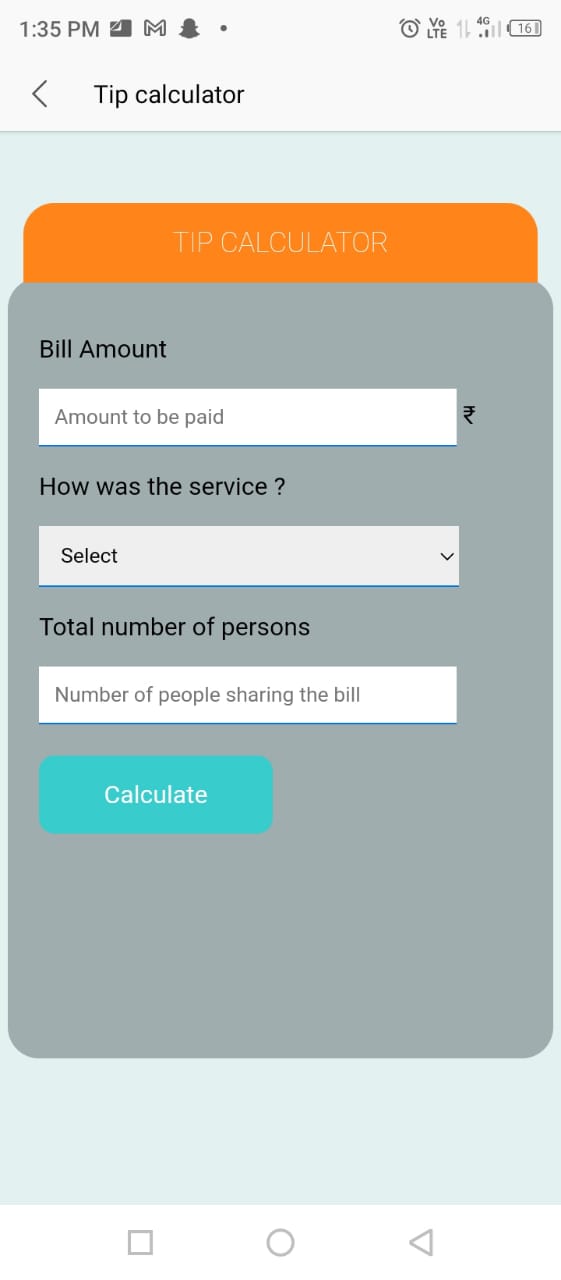 1:35 PM
Vo LTE 4G 16
Tip calculator
TIP CALCULATOR
Bill Amount
Amount to be paid ₹
How was the service ?
Select
Total number of persons
Number of people sharing the bill
Calculate